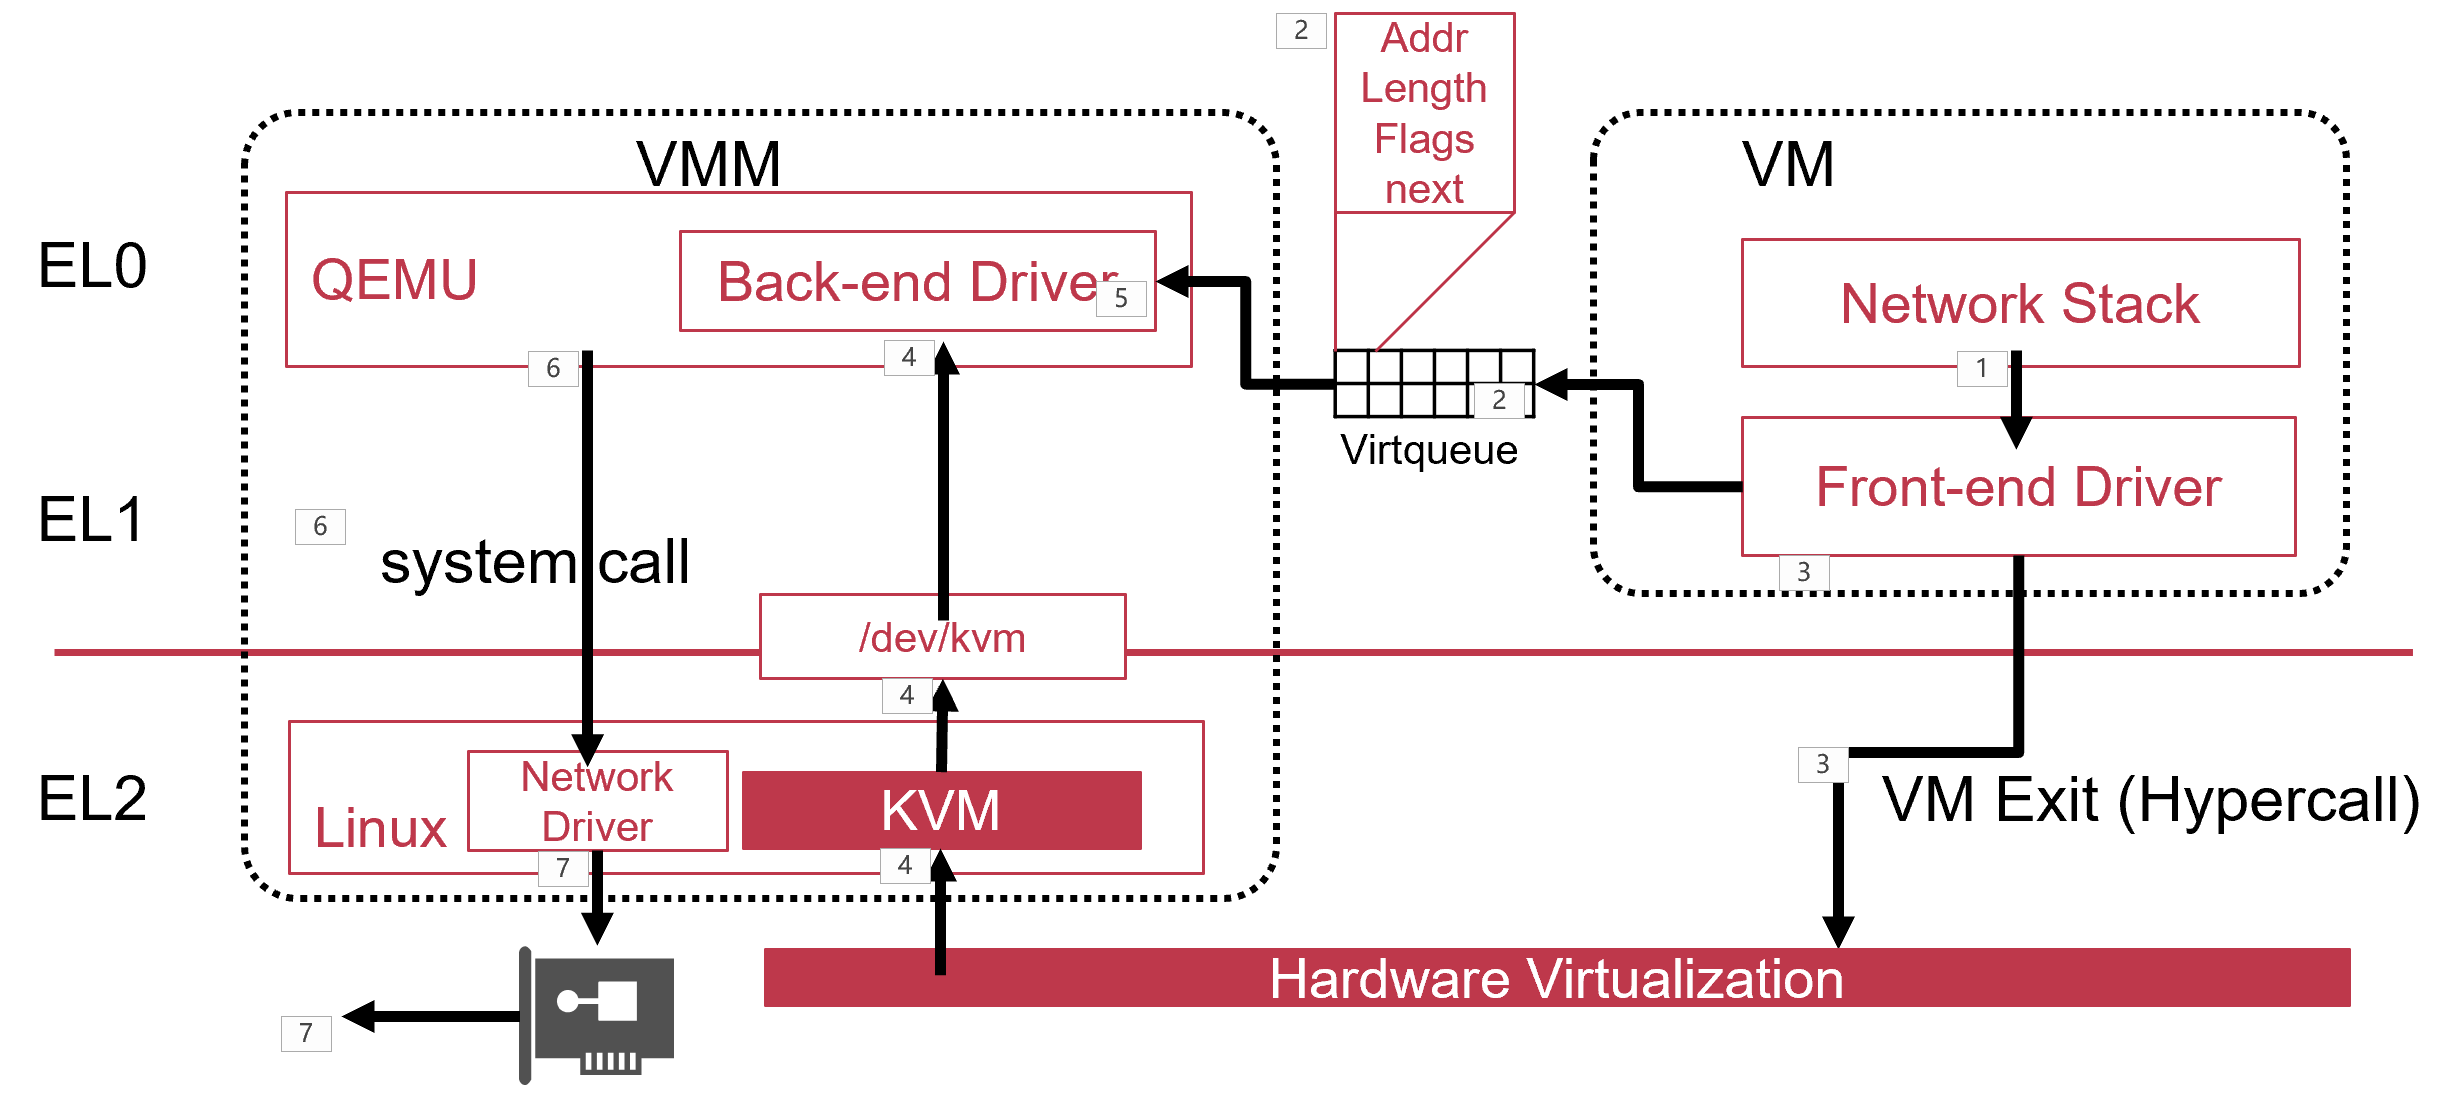 2
Addr
Length
Flags
next
VMM
VM
EL0
QEMU
Back-end Driver
5
Network Stack
6
4
1
2
Virtqueue
Front-end Driver
EL1
6
system call
3
/dev/kvm
4
EL2
Linux
Network
Driver
KVM
3
VM Exit (Hypercall)
7
4
Hardware Virtualization
7